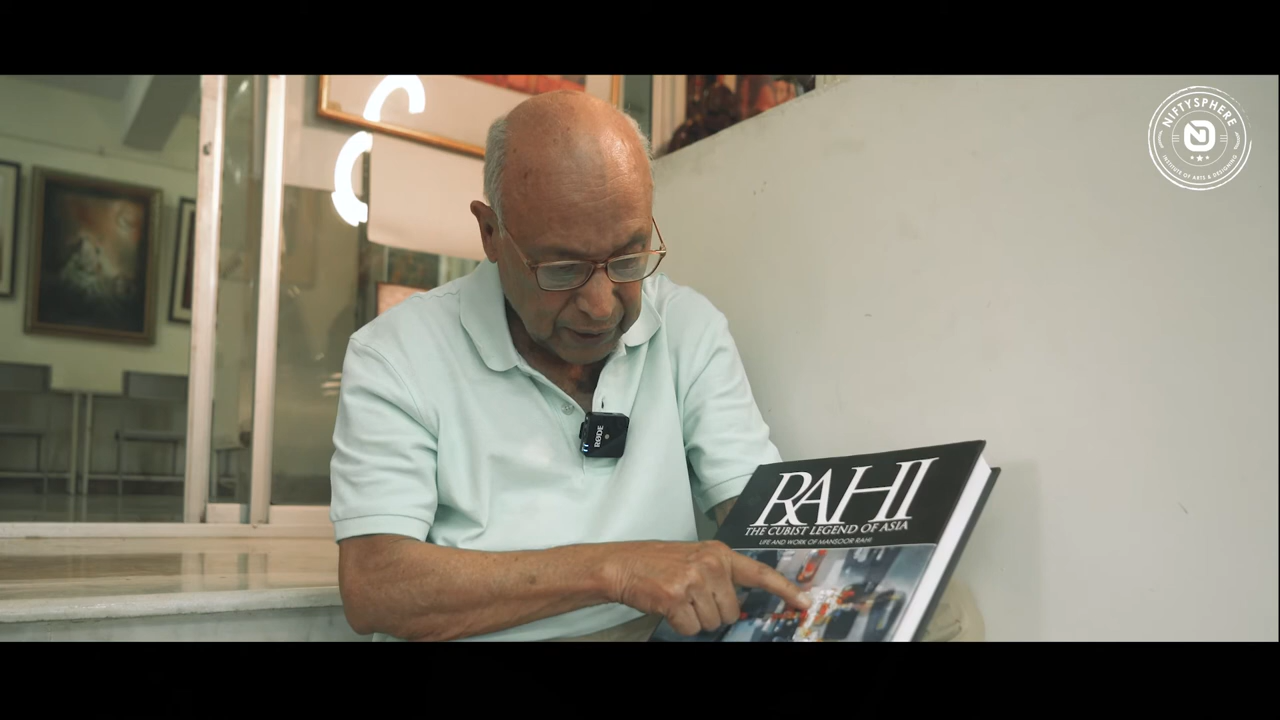 NIFTYSPHERE
INSTITUTE OF ARTS & DESIGNING
RØDE
RAHI
THE CUBIST LEGEND OF ASIA
LIFE AND WORK OF MANSOOR RAHI